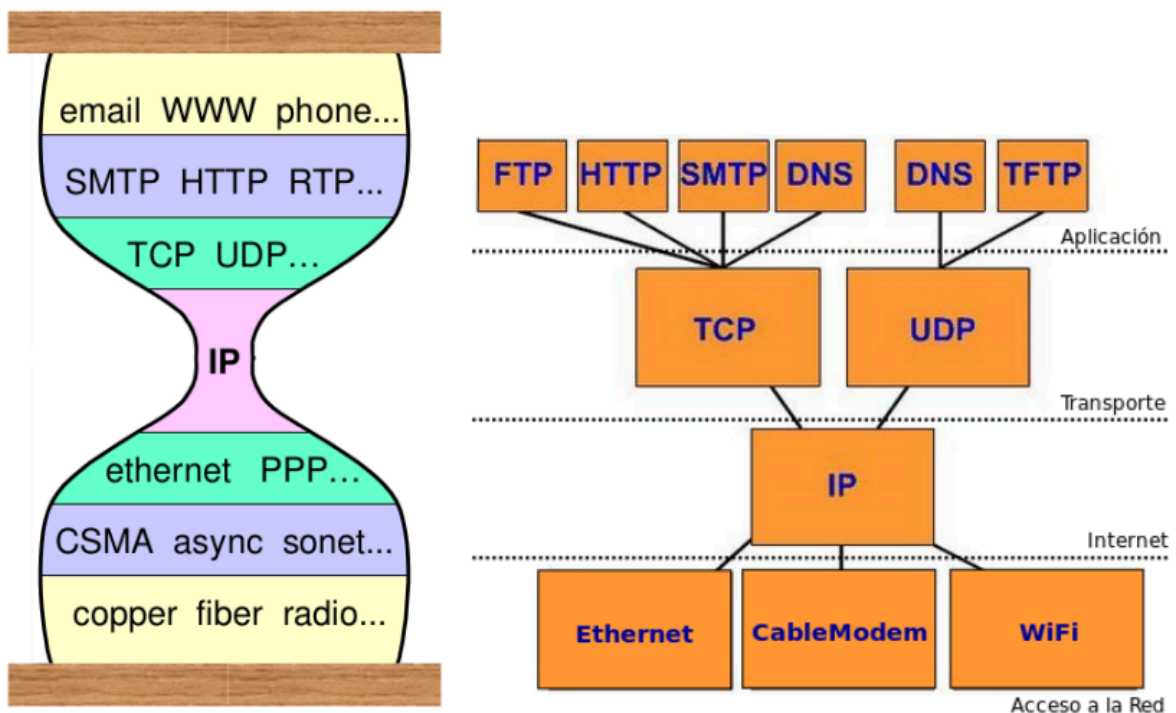 email WWW phone...
SMTP HTTP RTP...
TCP UDP...
IP
ethernet PPP...
CSMA async sonet...
copper fiber radio...
FTP HTTP SMTP DNS DNS TFTP
Aplicación
TCP UDP
Transporte
IP
Internet
Ethernet CableModem WiFi
Acceso a la Red